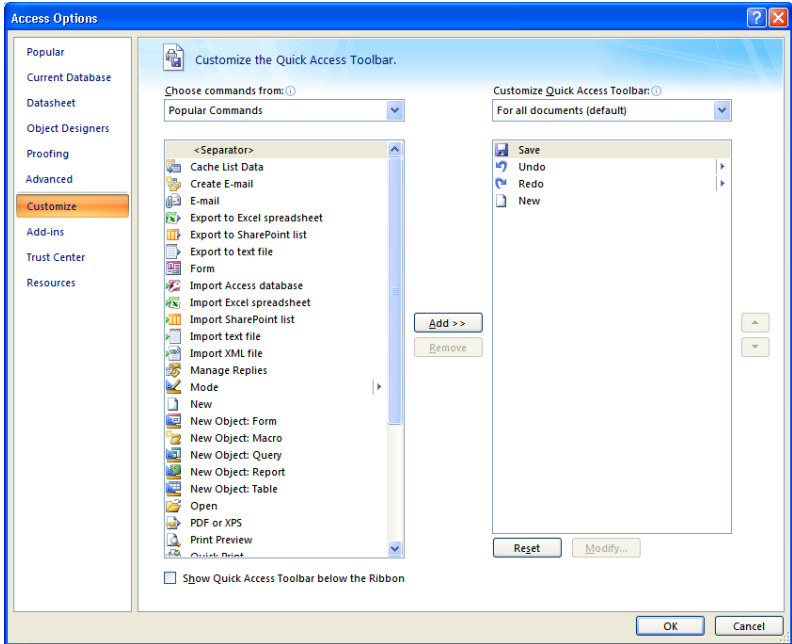 Access Options
Popular
Current Database
Datasheet
Object Designers
Proofing
Advanced
Customize
Add-ins
Trust Center
Resources
Customize the Quick Access Toolbar.
Choose commands from:
Popular Commands
<Separator>
Cache List Data
Create E-mail
E-mail
Export to Excel spreadsheet
Export to SharePoint list
Export to text file
Form
Import Access database
Import Excel spreadsheet
Import SharePoint list
Import text file
Import XML file
Manage Replies
Mode
New
New Object: Form
New Object: Macro
New Object: Query
New Object: Report
New Object: Table
Open
PDF or XPS
Print Preview
Quick Print
Show Quick Access Toolbar below the Ribbon
Add >>
Remove
Customize Quick Access Toolbar:
For all documents (default)
Save
Undo
Redo
New
Reset
Modify...
OK
Cancel